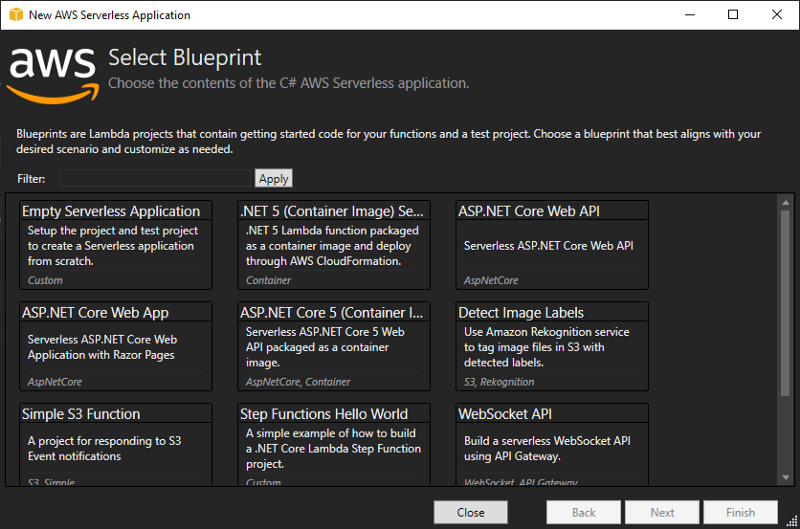 New AWS Serverless Application
aws
Select Blueprint
Choose the contents of the C# AWS Serverless application.
Blueprints are Lambda projects that contain getting started code for your functions and a test project. Choose a blueprint that best aligns with your
desired scenario and customize as needed.
Filter:
Apply
Empty Serverless Application
Setup the project and test project
to create a Serverless application
from scratch.
Custom
.NET 5 (Container Image) Se...
.NET 5 Lambda function packaged
as a container image and deploy
through AWS CloudFormation.
Container
ASP.NET Core Web API
Serverless ASP.NET Core Web API
AspNetCore
ASP.NET Core Web App
Serverless ASP.NET Core Web
Application with Razor Pages
AspNetCore
ASP.NET Core 5 (Container I...
Serverless ASP.NET Core 5 Web
API packaged as a container
image.
AspNetCore, Container
Detect Image Labels
Use Amazon Rekognition service
to tag image files in S3 with
detected labels.
S3, Rekognition
Simple S3 Function
A project for responding to S3
Event notifications
S3, Simple
Step Functions Hello World
A simple example of how to build
a .NET Core Lambda Step Function
project.
Custom
WebSocket API
Build a serverless WebSocket API
using API Gateway.
WebSocket, API Gateway
Close
Back
Next
Finish